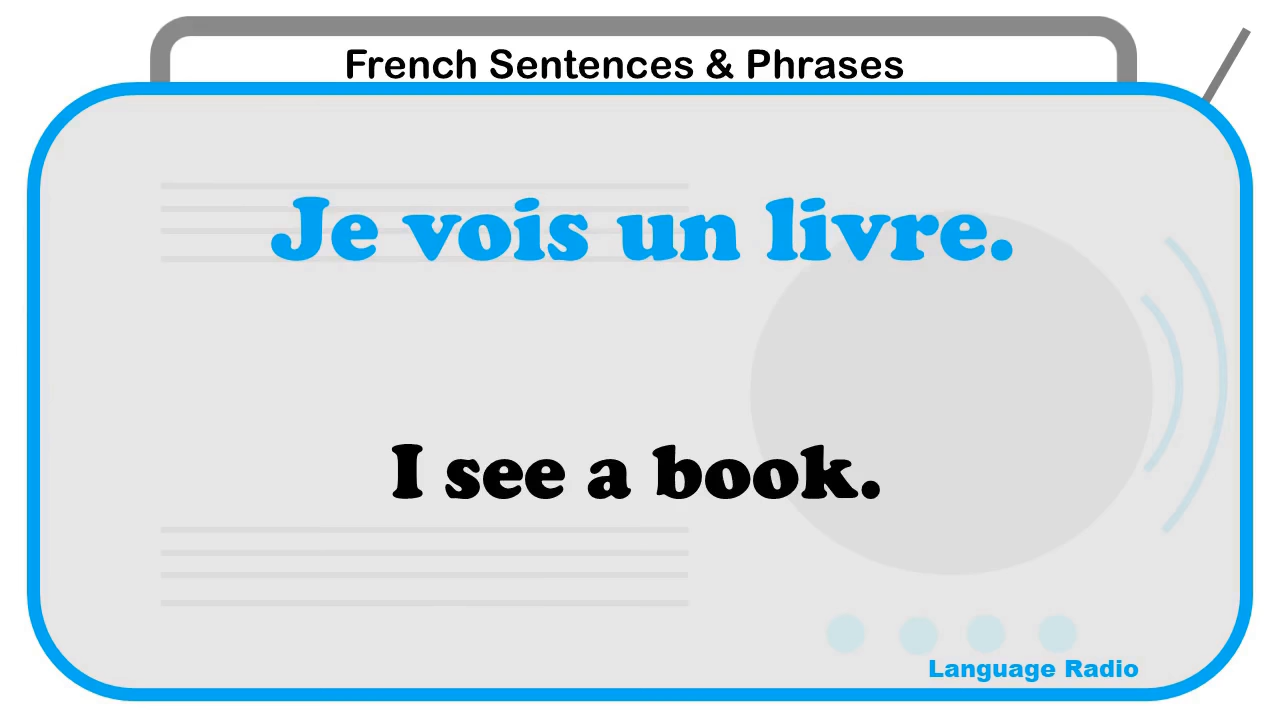 French Sentences & Phrases
Je vois un livre.
I see a book.
Language Radio